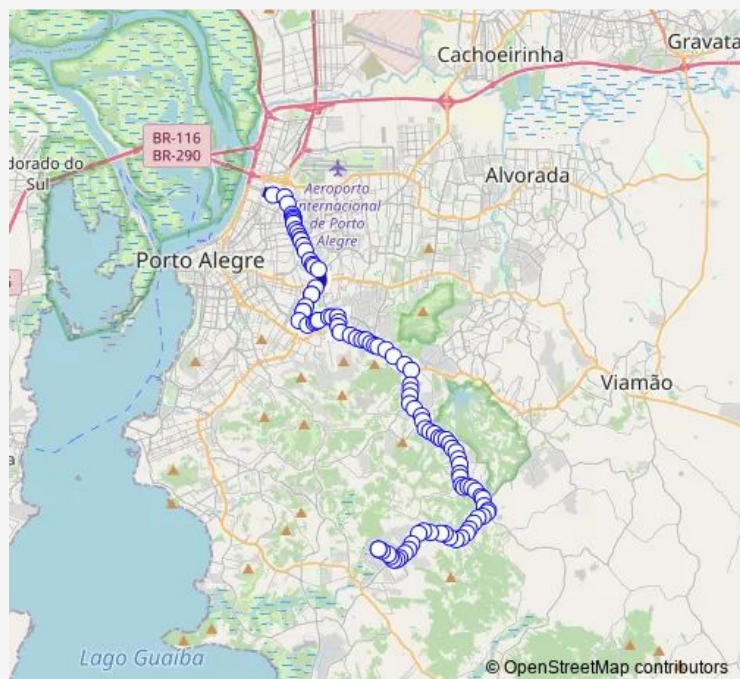 Cachoeirinha
Gravata
BR-116
BR-290
dorado do
Sul
Aeroporto
Internacional
de Porto
Alegre
Alvorada
Porto Alegre
Viamão
Lago Guaíba
© OpenStreetMap contributors